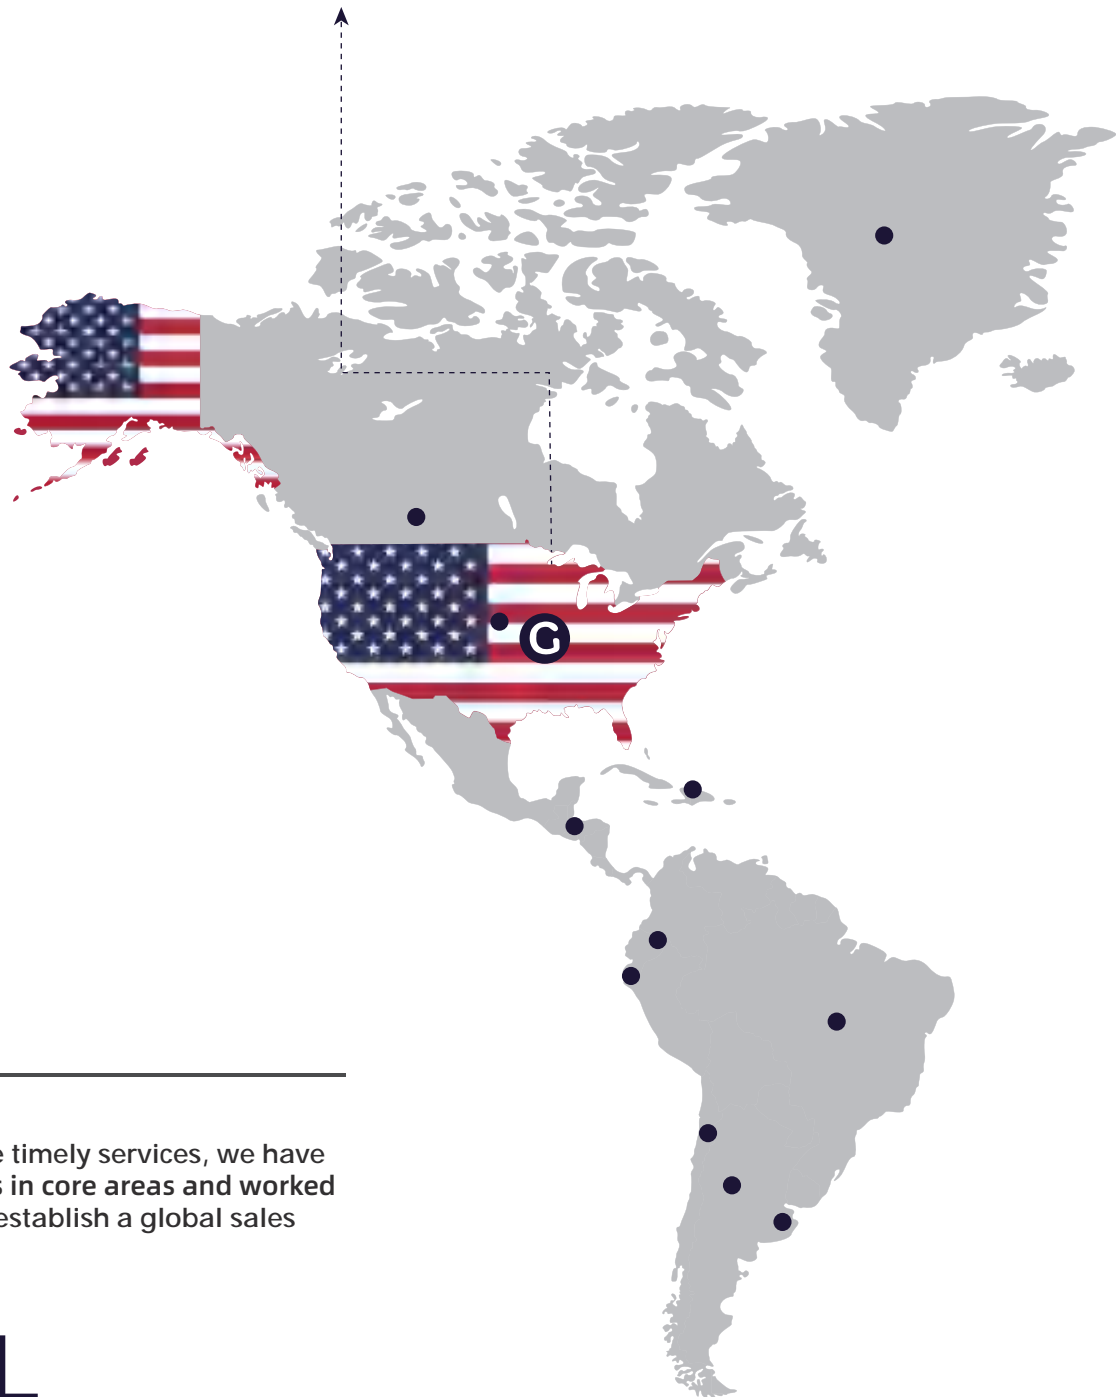 G
e timely services, we have
s in core areas and worked
establish a global sales
L